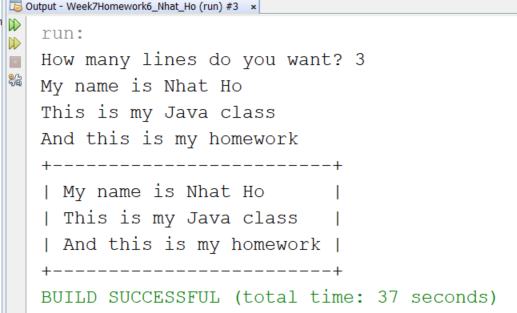 Output - Week7Homework6_Nhat_Ho (run) #3 ×
run:
How many lines do you want? 3
My name is Nhat Ho
This is my Java class
And this is my homework
+-------------------------+
| My name is Nhat Ho      |
| This is my Java class   |
| And this is my homework |
+-------------------------+
BUILD SUCCESSFUL (total time: 37 seconds)